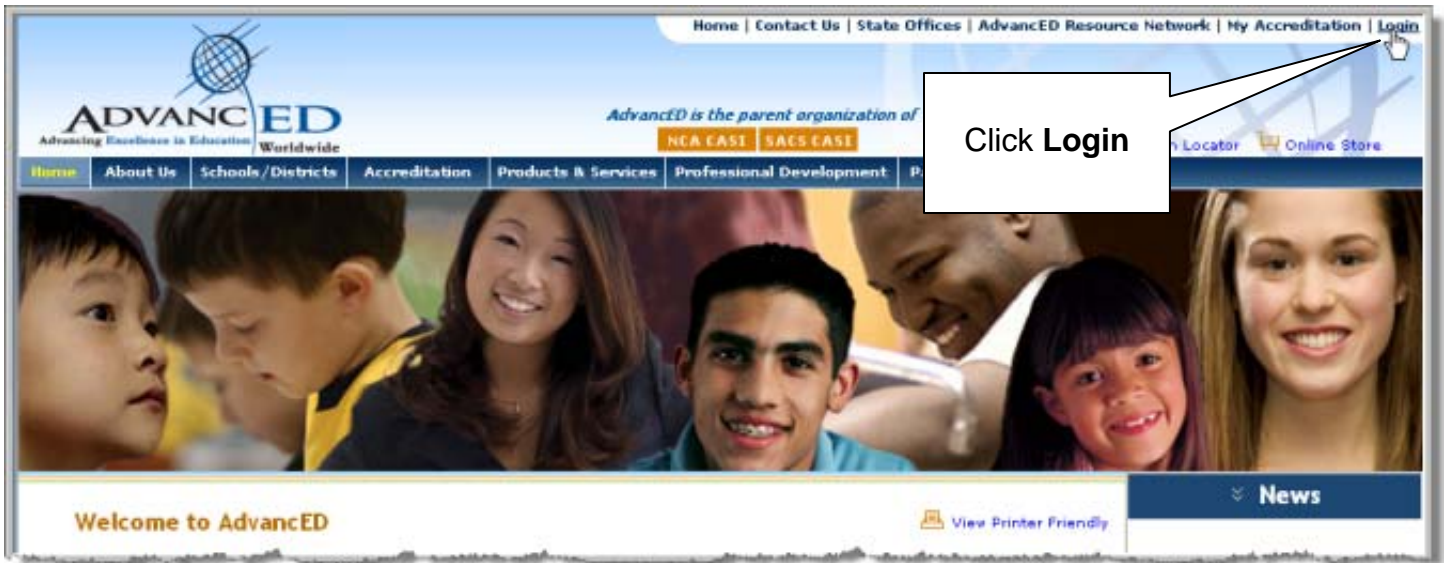 Home | Contact Us | State Offices | AdvancED Resource Network | My Accreditation | Login
ADVANC ED
Advancing Excellence in Education Worldwide
AdvancED is the parent organization of
NCA CASI SACS CASI
Click Login
Locator Online Store
Home About Us Schools/Districts Accreditation Products & Services Professional Development
Welcome to AdvancED
View Printer Friendly
News